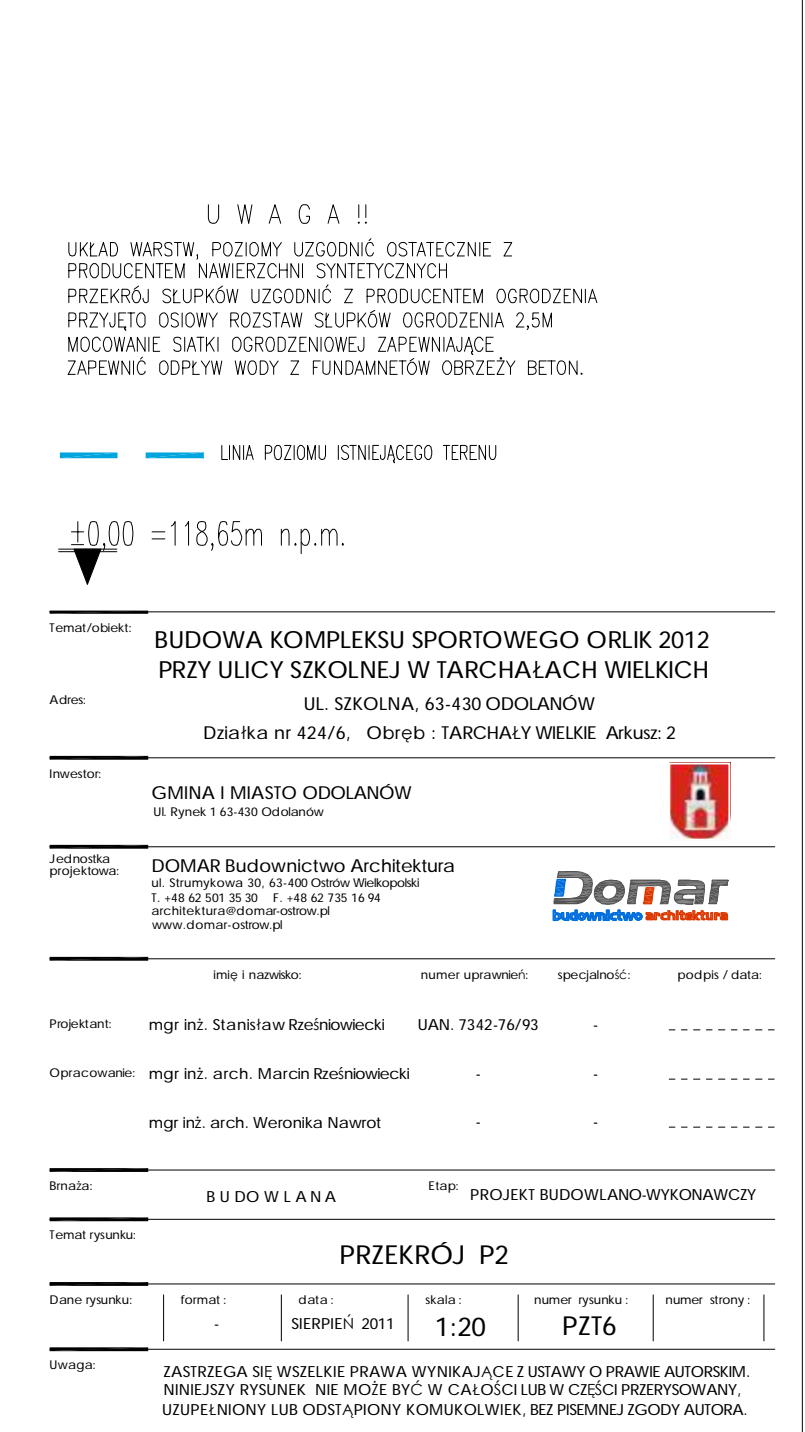 U W A G A !!
UKŁAD WARSTW, POZIOMY UZGODNIĆ OSTATECZNIE Z
PRODUCENTEM NAWIERZCHNI SYNTETYCZNYCH
PRZEKRÓJ SŁUPKÓW UZGODNIĆ Z PRODUCENTEM OGRODZENIA
PRZYJĘTO OSIOWY ROZSTAW SŁUPKÓW OGRODZENIA 2,5M
MOCOWANIE SIATKI OGRODZENIOWEJ ZAPEWNIAJĄCE
ZAPEWNIĆ ODPŁYW WODY Z FUNDAMNETÓW OBRZEŻY BETON.
LINIA POZIOMU ISTNIEJĄCEGO TERENU
±0,00 =118,65m n.p.m.
Temat/obiekt:
BUDOWA KOMPLEKSU SPORTOWEGO ORLIK 2012
PRZY ULICY SZKOLNEJ W TARCHAŁACH WIELKICH
Adres:
UL. SZKOLNA, 63-430 ODOLANÓW
Działka nr 424/6, Obręb : TARCHAŁY WIELKIE Arkusz: 2
Inwestor:
GMINA I MIASTO ODOLANÓW
Ul. Rynek 1 63-430 Odolanów
Jednostka
projektowa:
DOMAR Budownictwo Architektura
ul. Strumykowa 30, 63-400 Ostrów Wielkopolski
T. +48 62 501 35 30 F. +48 62 735 16 94
architektura@domar-ostrow.pl
www.domar-ostrow.pl
Domar
budownictwo architektura
imię i nazwisko: numer uprawnień: specjalność: podpis / data:
Projektant: mgr inż. Stanisław Rześniowiecki UAN. 7342-76/93 - _ _ _ _ _ _ _ _ _
Opracowanie: mgr inż. arch. Marcin Rześniowiecki - - _ _ _ _ _ _ _ _ _
mgr inż. arch. Weronika Nawrot - - _ _ _ _ _ _ _ _ _
Brnaża: B U D O W L A N A Etap: PROJEKT BUDOWLANO-WYKONAWCZY
Temat rysunku:
PRZEKRÓJ P2
Dane rysunku: format : data : skala : numer rysunku : numer strony :
- SIERPIEŃ 2011 1:20 PZT6
Uwaga:
ZASTRZEGA SIĘ WSZELKIE PRAWA WYNIKAJĄCE Z USTAWY O PRAWIE AUTORSKIM.
NINIEJSZY RYSUNEK NIE MOŻE BYĆ W CAŁOŚCI LUB W CZĘŚCI PRZERYSOWANY,
UZUPEŁNIONY LUB ODSTĄPIONY KOMUKOLWIEK, BEZ PISEMNEJ ZGODY AUTORA.